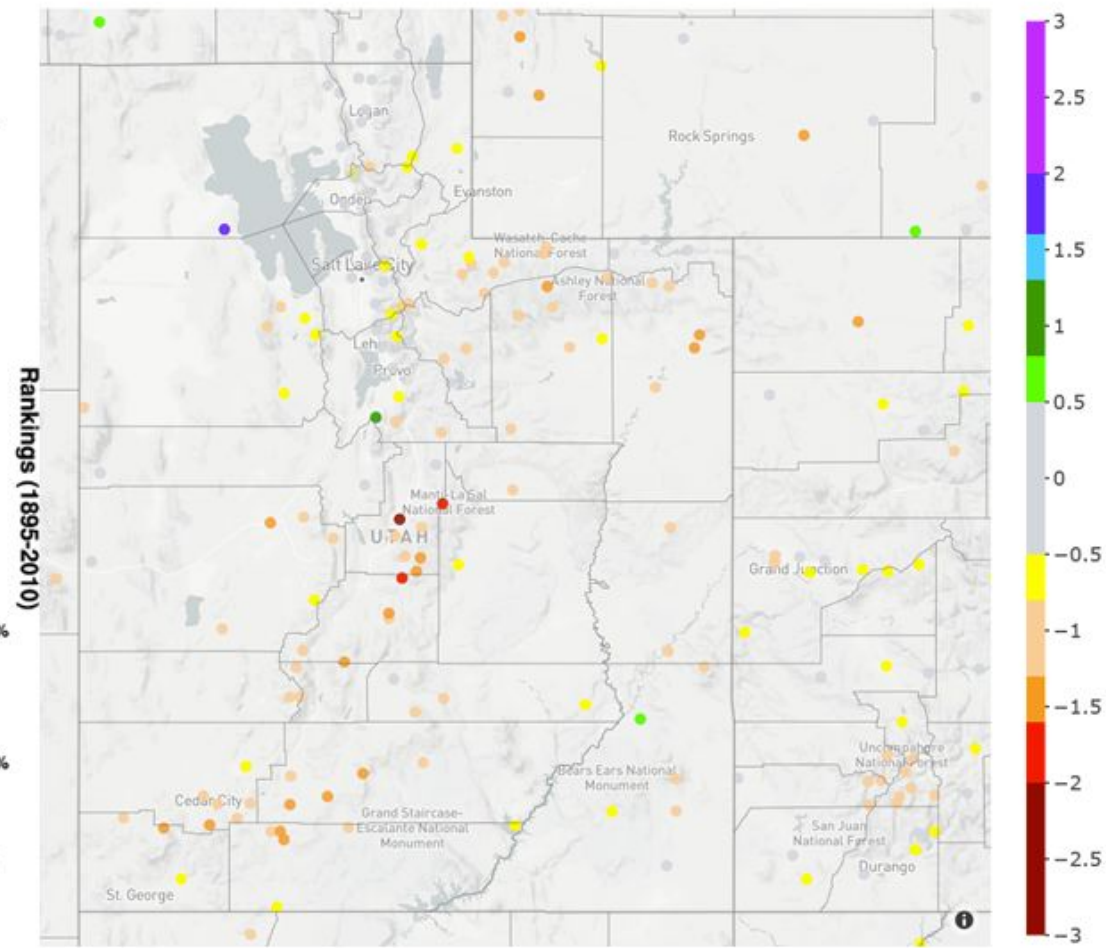 Logan
Rock Springs
Ogden
Evanston
Wasatch-Cache
National Forest
Salt Lake City
Ashley National
Forest
Lehi
Provo
Rankings (1895-2010)
Manti-La Sal
National Forest
UTAH
Grand Junction
%
%
Uncompahgre
National Forest
Bears Ears National
Monument
Cedar City
Grand Staircase-
Escalante National
Monument
San Juan
National Forest
Durango
St. George
i
3
2.5
2
1.5
1
0.5
0
−0.5
−1
−1.5
−2
−2.5
−3